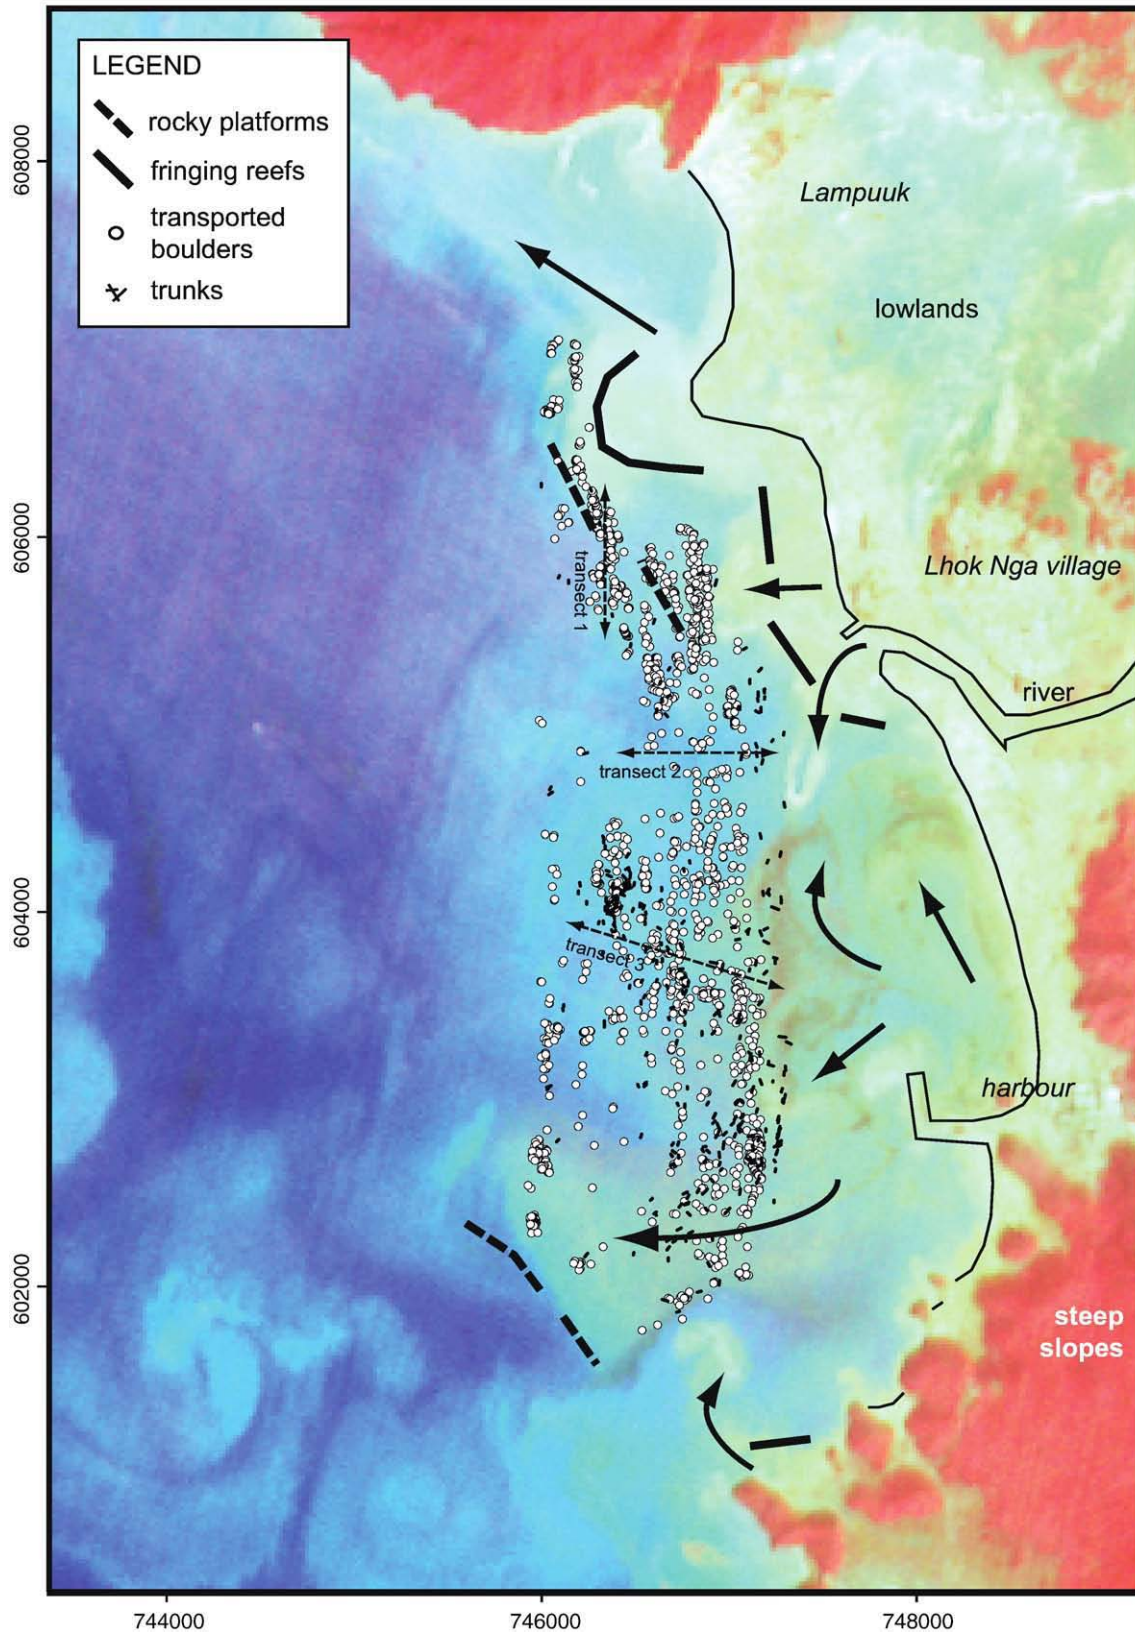 LEGEND
rocky platforms
fringing reefs
transported
boulders
trunks
608000
Lampuuk
lowlands
606000
transect 1
Lhok Nga village
river
transect 2
604000
transect 3
harbour
602000
steep
slopes
744000
746000
748000